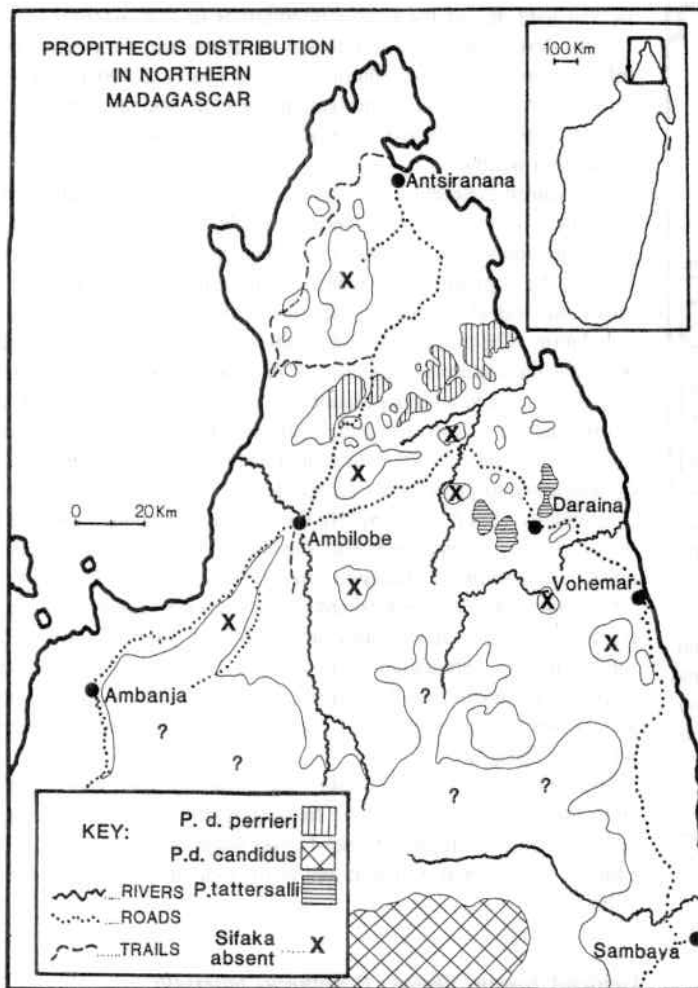 PROPITHECUS DISTRIBUTION
IN NORTHERN
MADAGASCAR
100 Km
Antsiranana
X
X
X
X
0 20 Km
Daraina
Ambilobe
Vohemar
X
X
X
X
Ambanja
?
?
?
?
?
KEY:
P. d. perrieri
P.d. candidus
P. tattersalli
RIVERS
ROADS
TRAILS
Sifaka
absent
X
Sambaya